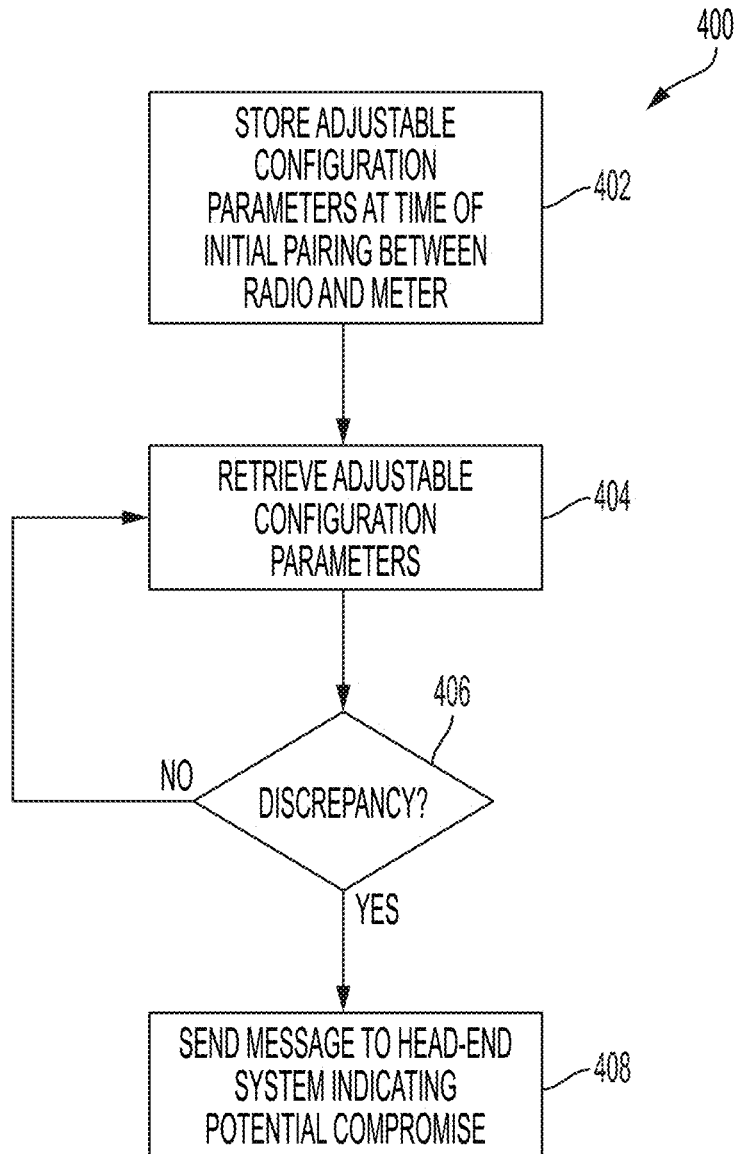 400
STORE ADJUSTABLE
CONFIGURATION
PARAMETERS AT TIME OF
INITIAL PAIRING BETWEEN
RADIO AND METER
402
RETRIEVE ADJUSTABLE
CONFIGURATION
PARAMETERS
404
406
NO
DISCREPANCY?
YES
SEND MESSAGE TO HEAD-END
SYSTEM INDICATING
POTENTIAL COMPROMISE
408